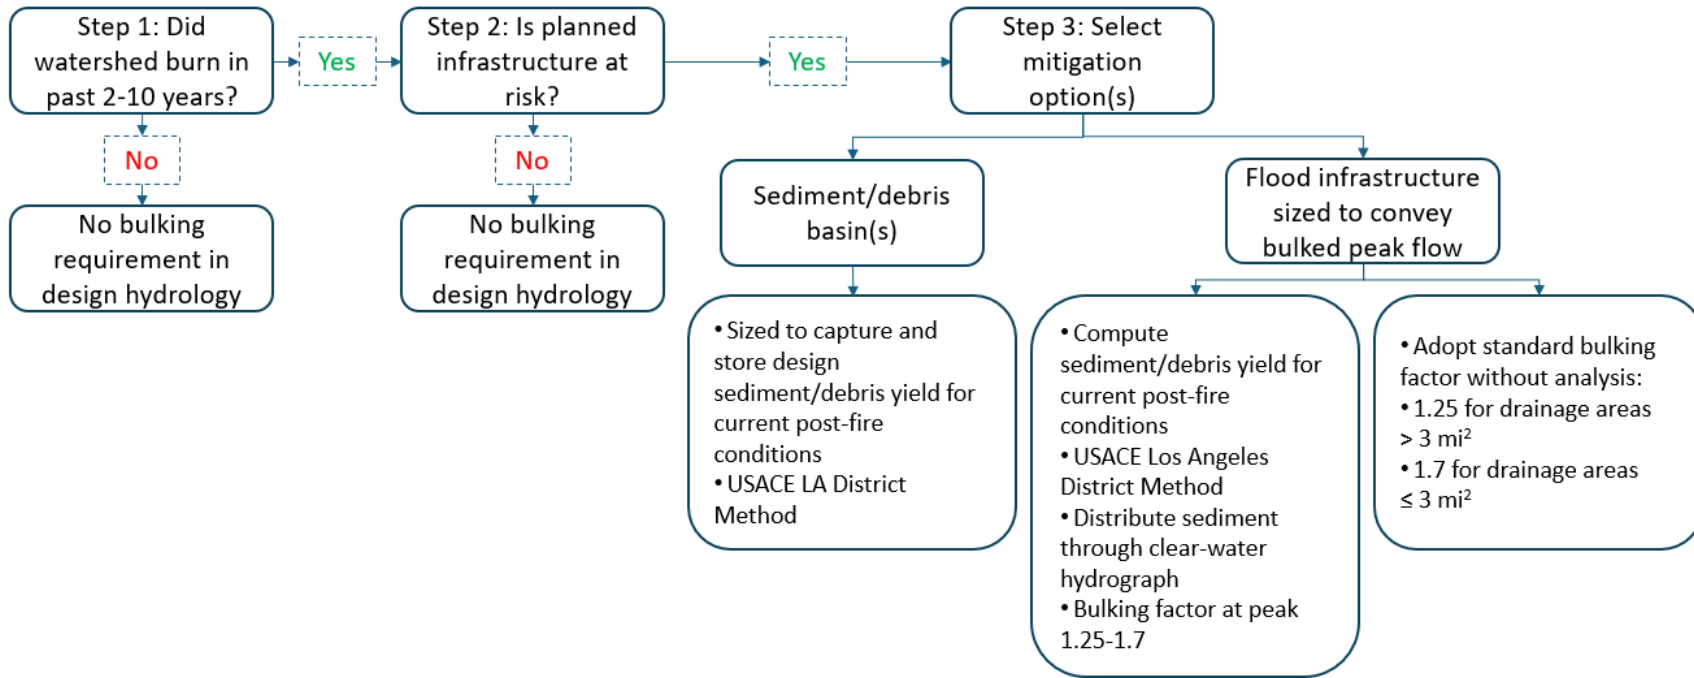 Step 1: Did
watershed burn in
past 2-10 years?
Yes
Step 2: Is planned
infrastructure at
risk?
Yes
Step 3: Select
mitigation
option(s)
No
No bulking
requirement in
design hydrology
No
No bulking
requirement in
design hydrology
Sediment/debris
basin(s)
Flood infrastructure
sized to convey
bulked peak flow
• Sized to capture and
store design
sediment/debris yield for
current post-fire
conditions
• USACE LA District
Method
• Compute
sediment/debris yield for
current post-fire
conditions
• USACE Los Angeles
District Method
• Distribute sediment
through clear-water
hydrograph
• Bulking factor at peak
1.25-1.7
• Adopt standard bulking
factor without analysis:
• 1.25 for drainage areas
> 3 mi²
• 1.7 for drainage areas
≤ 3 mi²